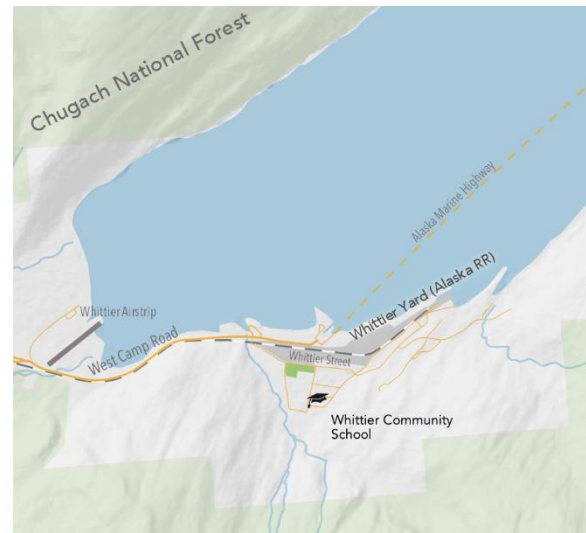 Chugach National Forest
Alaska Marine Highway
Whittier Yard (Alaska RR)
Whittier Airstrip
West Camp Road
Whittier Street
Whittier Community
School